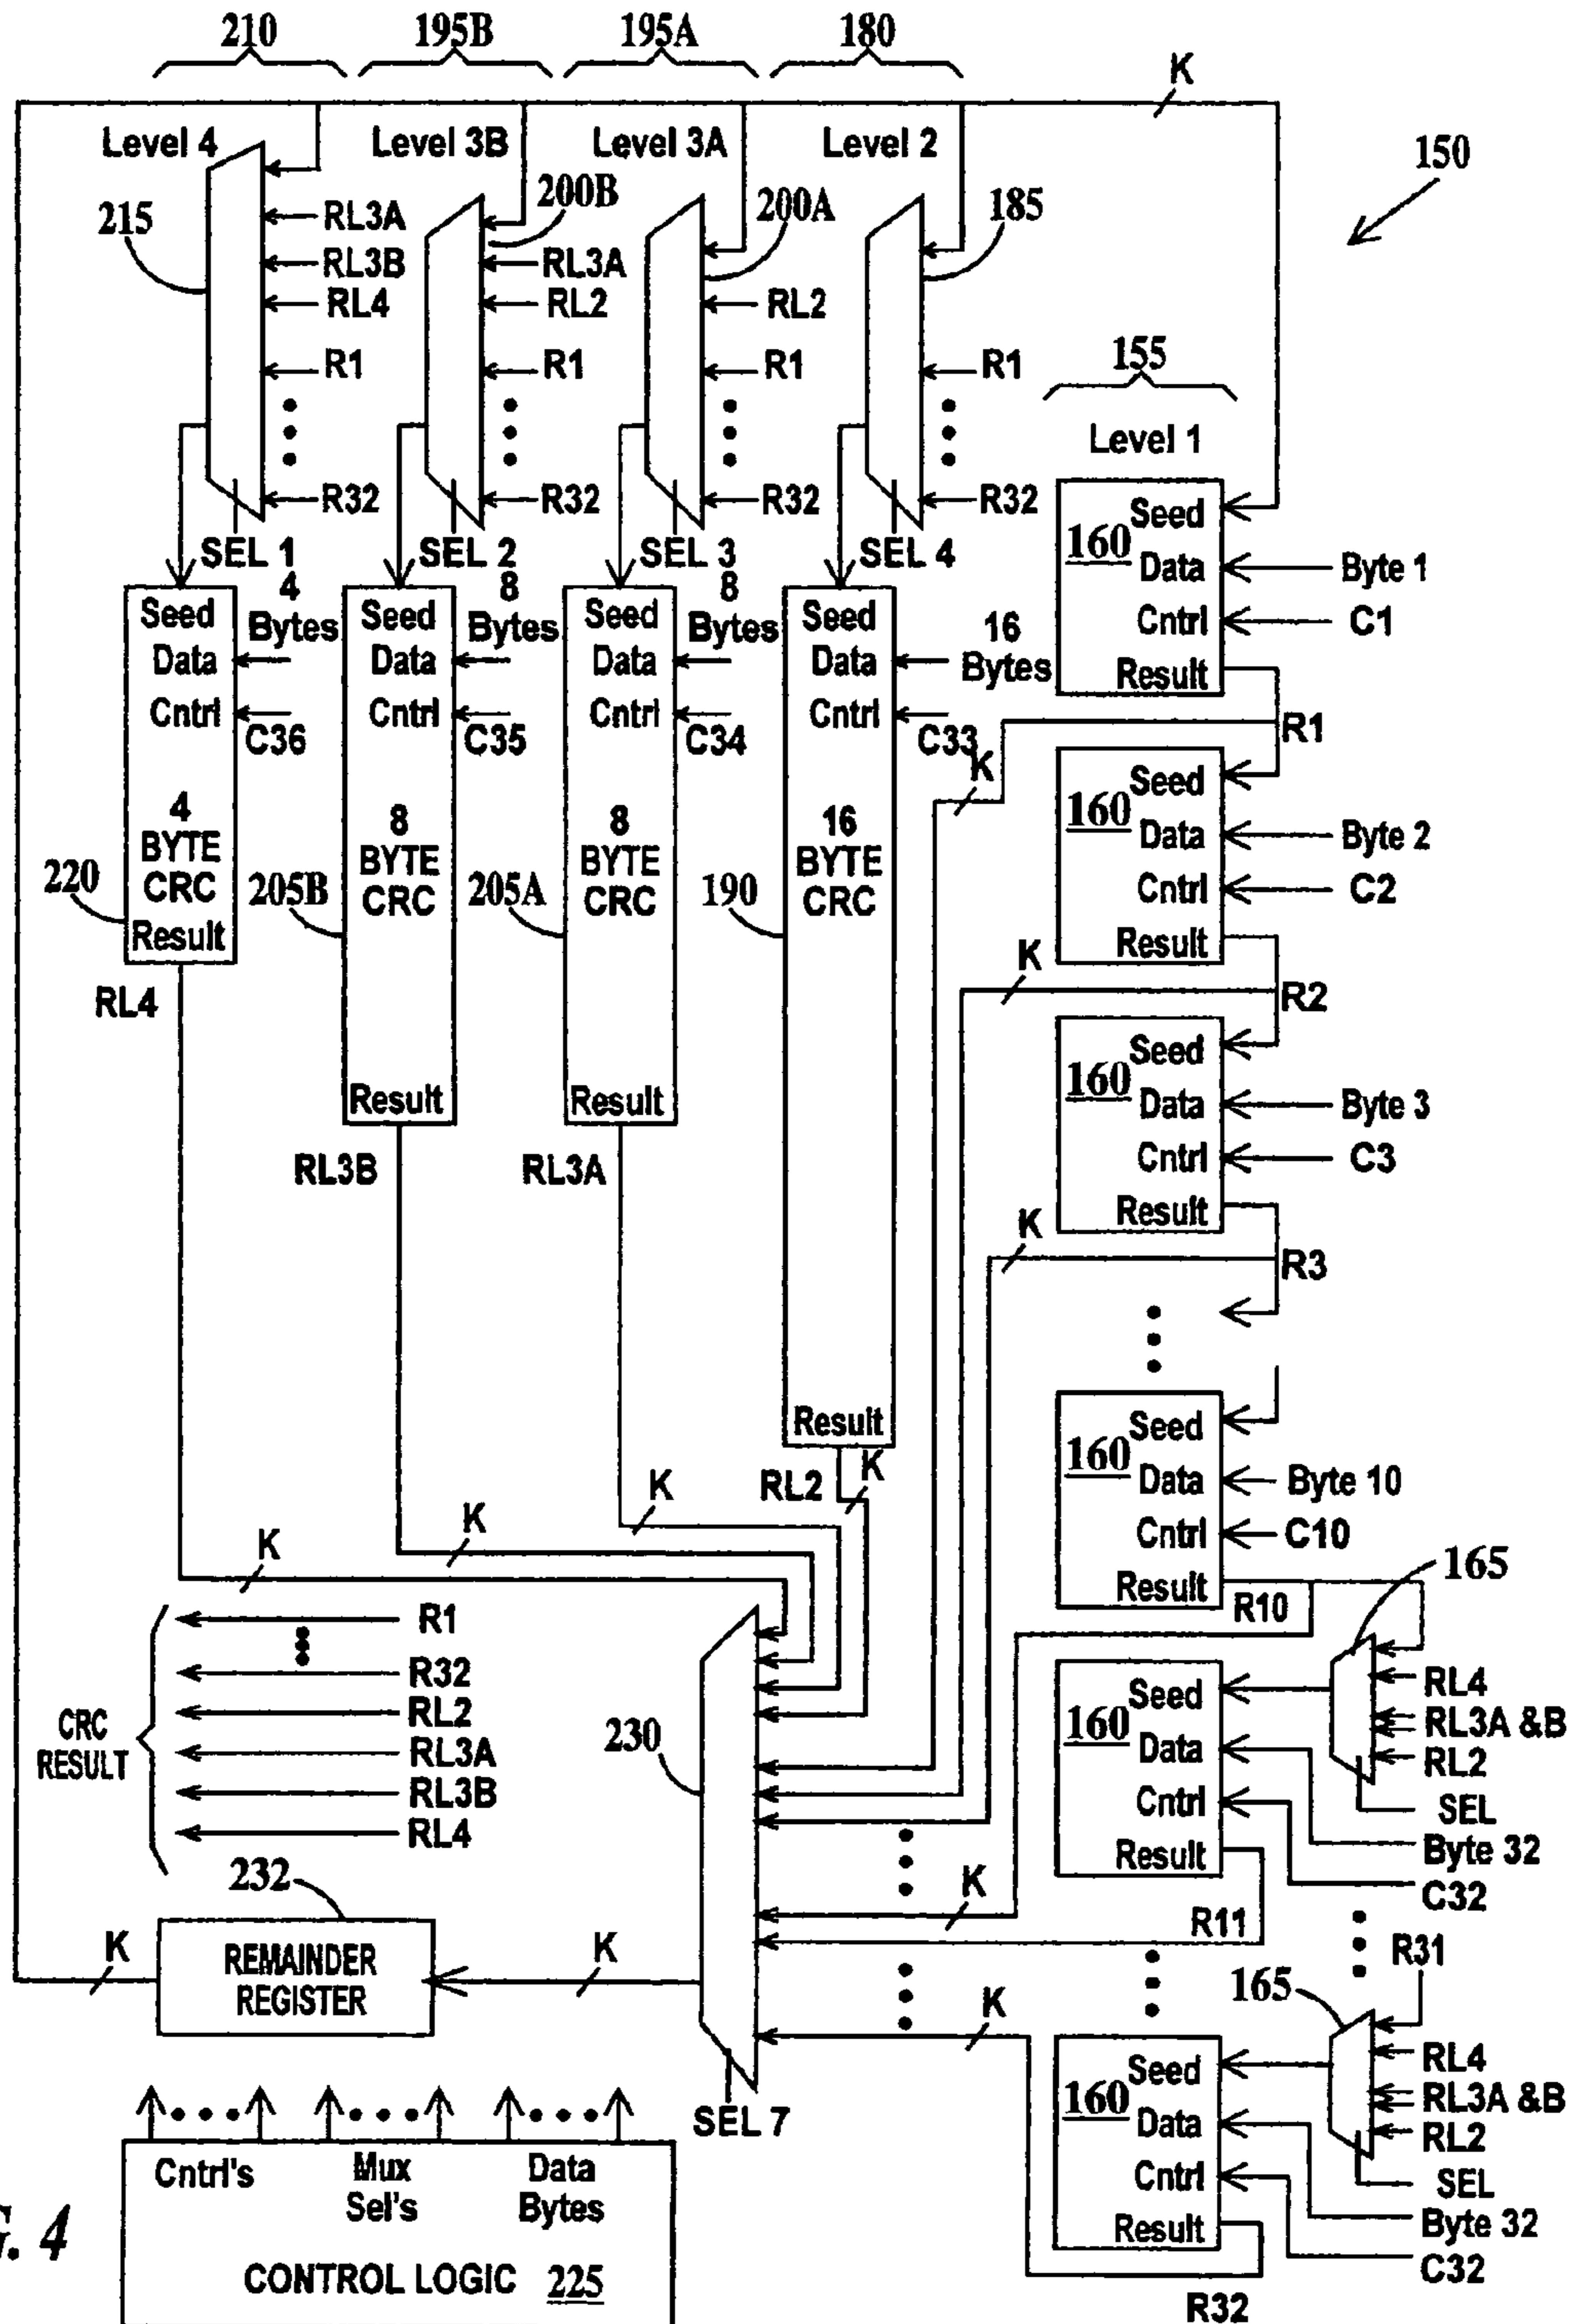 210 195B 195A 180
K
Level 4 Level 3B Level 3A Level 2
150
215 200B 200A 185
RL3A
RL3B RL3A
RL4 RL2 RL2
R1 R1 R1 R1
155
Level 1
R32 R32 R32 R32
SEL 1 SEL 2 SEL 3 SEL 4
160 Seed
Data Byte 1
Cntrl C1
Result
R1
Seed 4 Bytes
Data
Cntrl C36
4 BYTE CRC
Result
220
RL4
Seed 8 Bytes
Data
Cntrl C35
8 BYTE CRC
205B
Result
RL3B
Seed 8 Bytes
Data
Cntrl C34
8 BYTE CRC
205A
Result
RL3A
Seed 16 Bytes
Data
Cntrl C33
16 BYTE CRC
190
Result
RL2 K
K
160 Seed
Data Byte 2
Cntrl C2
Result
K R2
160 Seed
Data Byte 3
Cntrl C3
Result
K R3
160 Seed
Data Byte 10
Cntrl C10
Result R10
K K K
165
RL4
RL3A &B
RL2
SEL
160 Seed
Data Byte 32
Cntrl C32
Result
R11
K
CRC RESULT
R1
R32
RL2
RL3A
RL3B
RL4
230
232
K REMAINDER REGISTER K
SEL 7
R31
165
RL4
RL3A &B
RL2
SEL
K
160 Seed
Data Byte 32
Cntrl C32
Result
R32
Cntrl's Mux Sel's Data Bytes
CONTROL LOGIC 225
G. 4